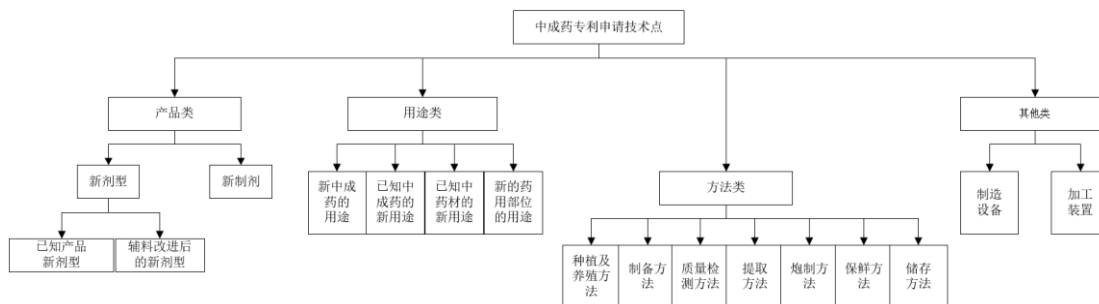 中成药专利申请技术点
产品类
用途类
其他类
新剂型
新制剂
新中成
药的
用途
已知中
成药的
新用途
已知中
药材的
新用途
新的药
用部位
的用途
方法类
制造
设备
加工
装置
已知产品
新剂型
辅料改进后
的新剂型
种植及
养殖方
法
制备方
法
质量检
测方法
提取
方法
炮制方
法
保鲜方
法
储存
方法